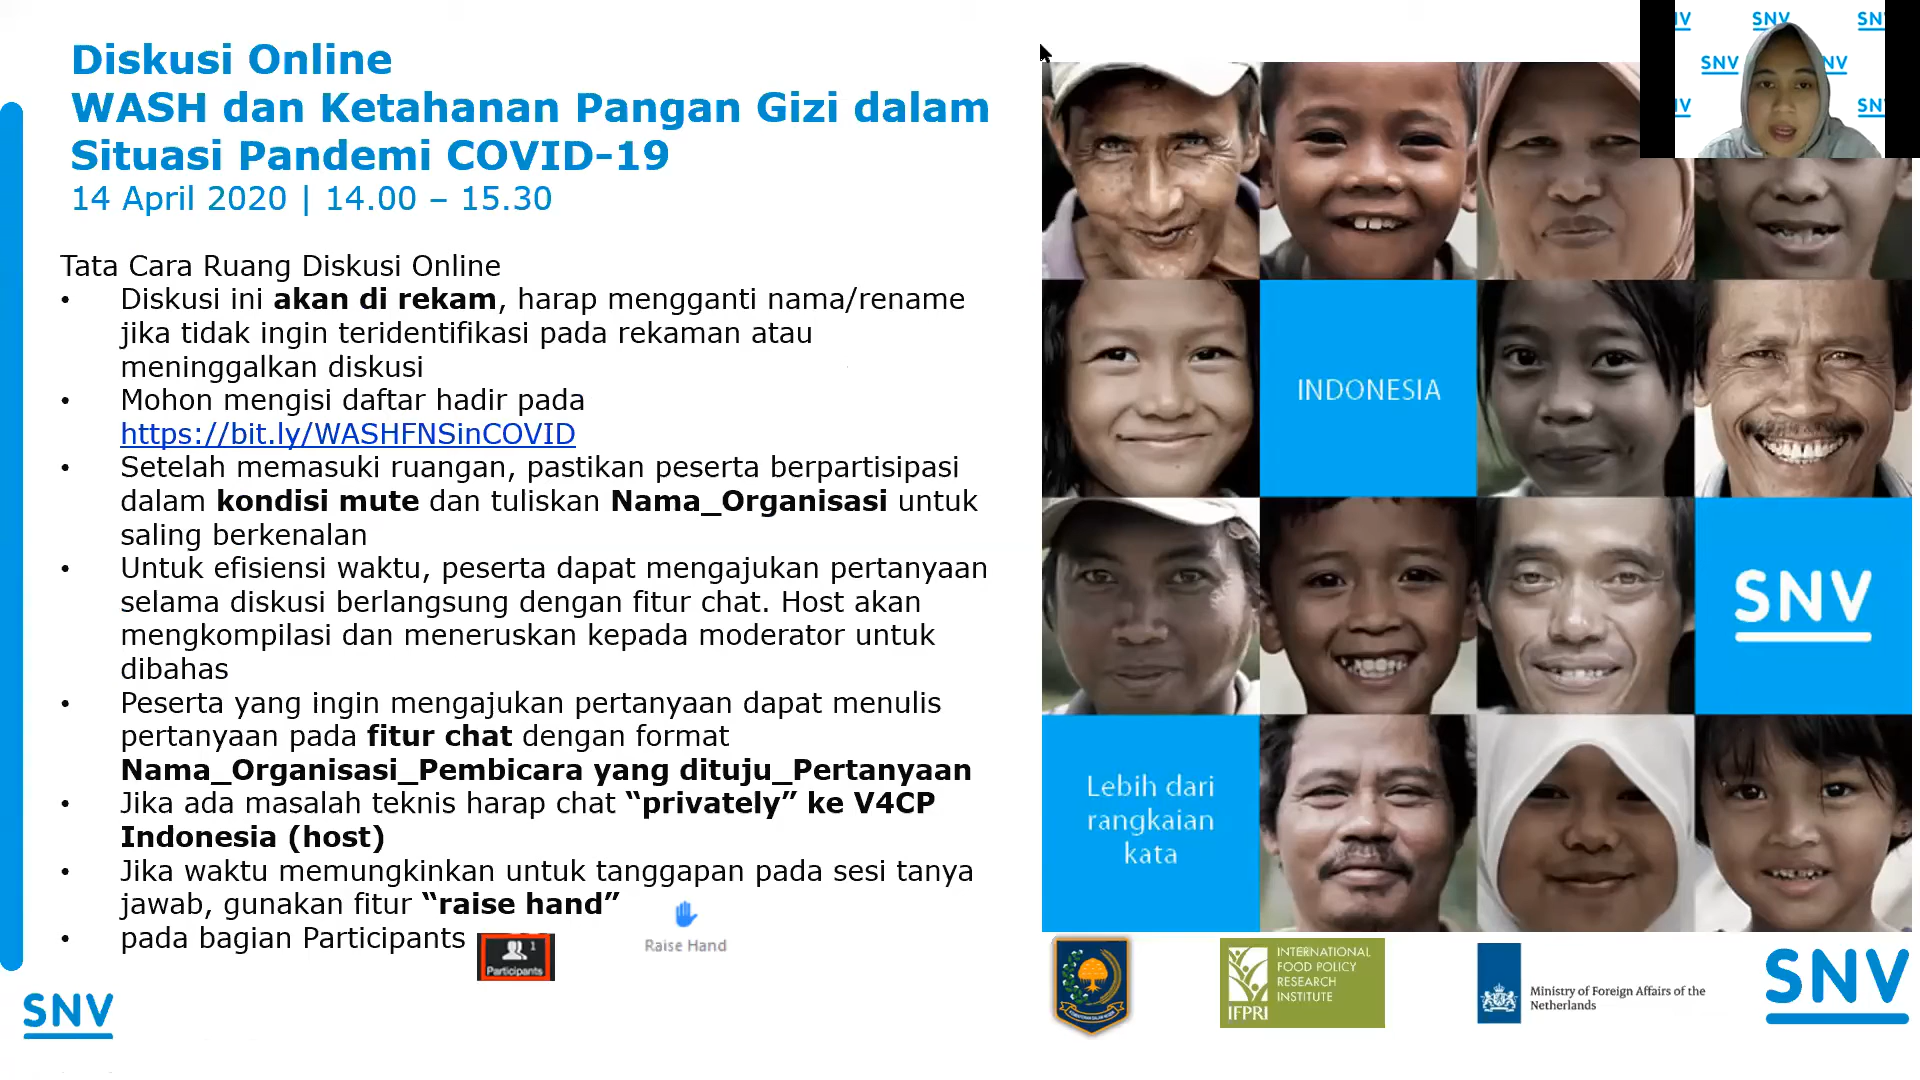 Diskusi Online
WASH dan Ketahanan Pangan Gizi dalam
Situasi Pandemi COVID-19
14 April 2020 | 14.00 – 15.30
Tata Cara Ruang Diskusi Online
• Diskusi ini akan di rekam, harap mengganti nama/rename
jika tidak ingin teridentifikasi pada rekaman atau
meninggalkan diskusi
• Mohon mengisi daftar hadir pada
https://bit.ly/WASHFNSinCOVID
• Setelah memasuki ruangan, pastikan peserta berpartisipasi
dalam kondisi mute dan tuliskan Nama_Organisasi untuk
saling berkenalan
• Untuk efisiensi waktu, peserta dapat mengajukan pertanyaan
selama diskusi berlangsung dengan fitur chat. Host akan
mengkompilasi dan meneruskan kepada moderator untuk
dibahas
• Peserta yang ingin mengajukan pertanyaan dapat menulis
pertanyaan pada fitur chat dengan format
Nama_Organisasi_Pembicara yang dituju_Pertanyaan
• Jika ada masalah teknis harap chat “privately” ke V4CP
Indonesia (host)
• Jika waktu memungkinkan untuk tanggapan pada sesi tanya
jawab, gunakan fitur “raise hand”
• pada bagian Participants
1
Participants
Raise Hand
SNV
SNV
SNV
INDONESIA
SNV
Lebih dari
rangkaian
kata
INTERNATIONAL
FOOD POLICY
RESEARCH
INSTITUTE
IFPRI
Ministry of Foreign Affairs of the
Netherlands
SNV